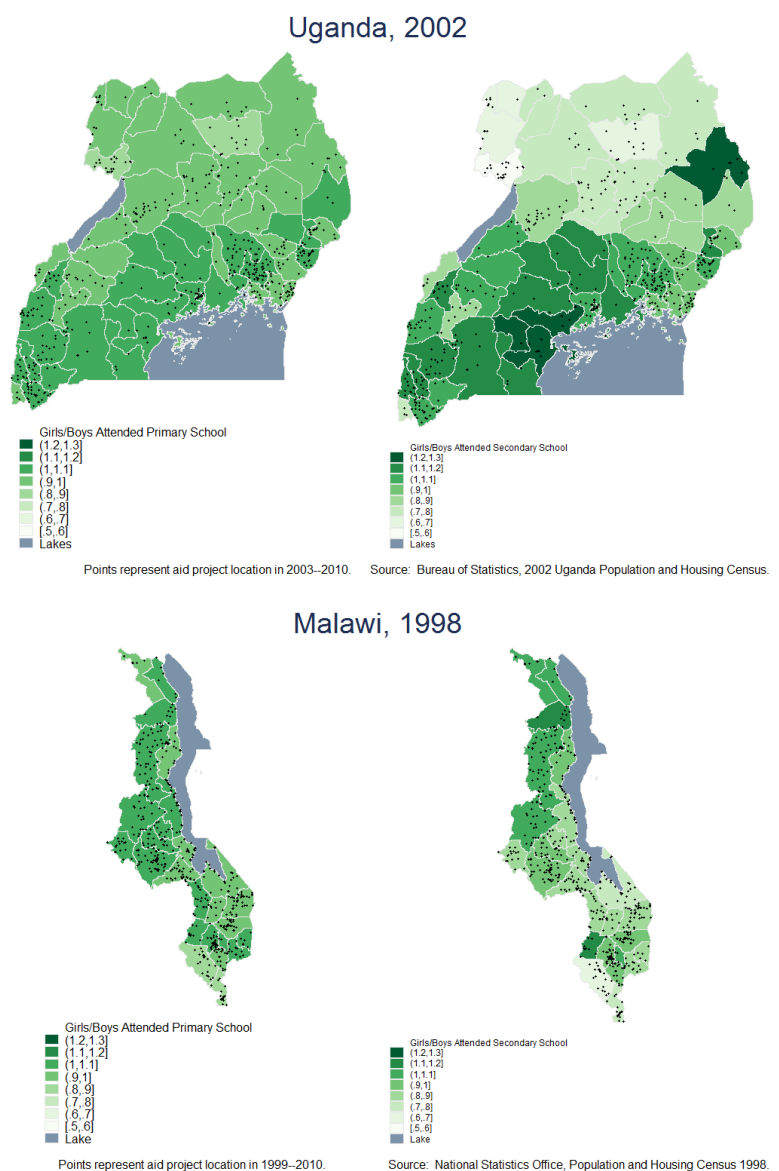 Uganda, 2002
Girls/Boys Attended Primary School
(1.2,1.3]
(1.1,1.2]
(1,1.1]
(.9,1]
(.8,.9]
(.7,.8]
(.6,.7]
[.5,.6]
Lakes
Girls/Boys Attended Secondary School
(1.2,1.3]
(1.1,1.2]
(1,1.1]
(.9,1]
(.8,.9]
(.7,.8]
(.6,.7]
[.5,.6]
Lakes
Points represent aid project location in 2003--2010.
Source: Bureau of Statistics, 2002 Uganda Population and Housing Census.
Malawi, 1998
Girls/Boys Attended Primary School
(1.2,1.3]
(1.1,1.2]
(1,1.1]
(.9,1]
(.8,.9]
(.7,.8]
(.6,.7]
[.5,.6]
Lake
Girls/Boys Attended Secondary School
(1.2,1.3]
(1.1,1.2]
(1,1.1]
(.9,1]
(.8,.9]
(.7,.8]
(.6,.7]
[.5,.6]
Lake
Points represent aid project location in 1999--2010.
Source: National Statistics Office, Population and Housing Census 1998.